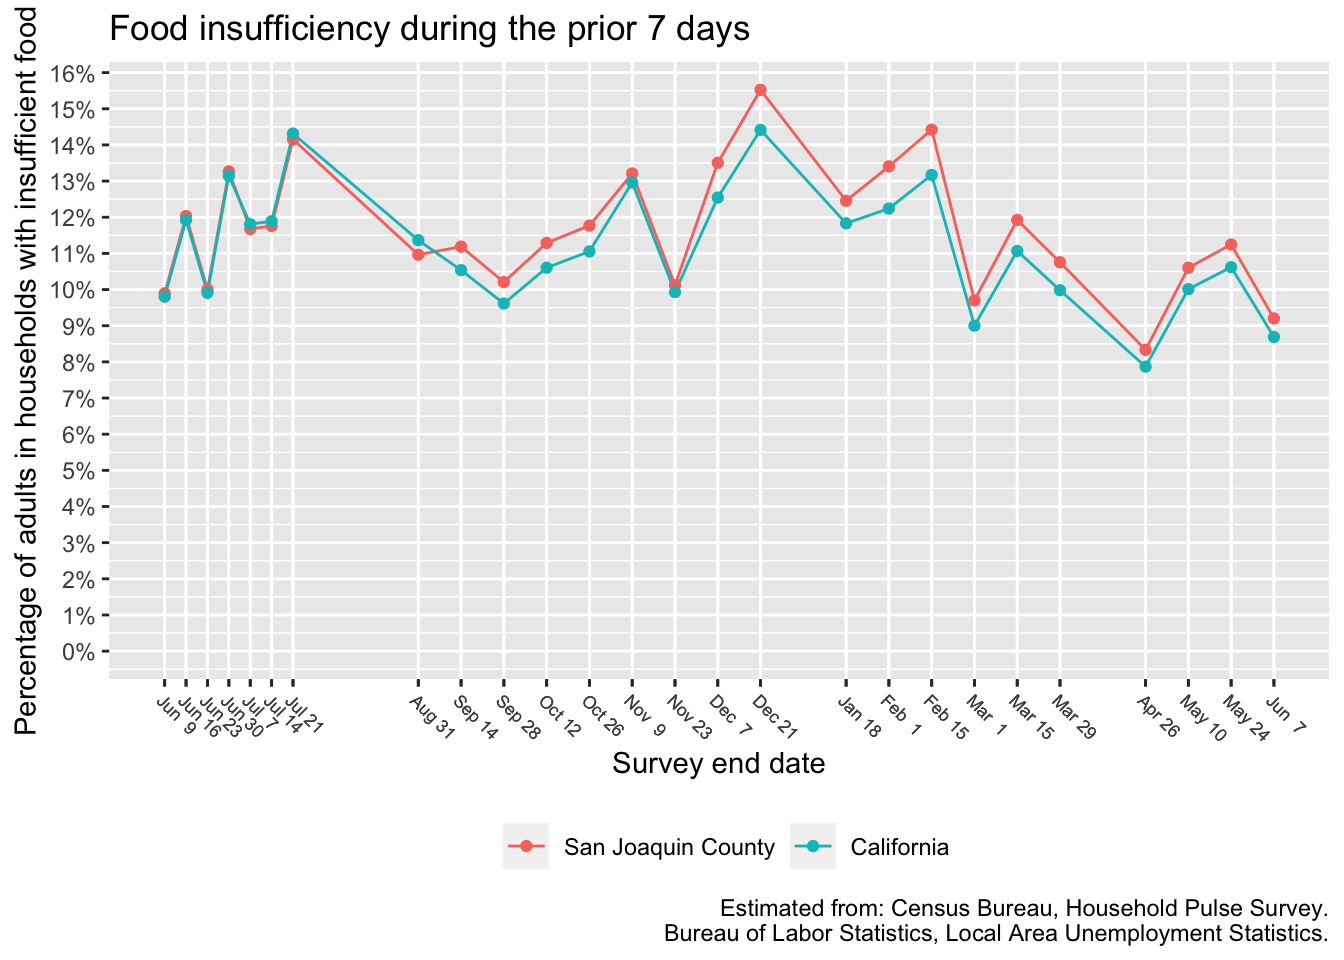 Food insufficiency during the prior 7 days
Percentage of adults in households with insufficient food
16%
15%
14%
13%
12%
11%
10%
9%
8%
7%
6%
5%
4%
3%
2%
1%
0%
Jun 9
Jun 16
Jun 23
Jun 30
Jul 7
Jul 14
Jul 21
Aug 31
Sep 14
Sep 28
Oct 12
Oct 26
Nov 9
Nov 23
Dec 7
Dec 21
Jan 18
Feb 1
Feb 15
Mar 1
Mar 15
Mar 29
Apr 26
May 10
May 24
Jun 7
Survey end date
San Joaquin County
California
Estimated from: Census Bureau, Household Pulse Survey.
Bureau of Labor Statistics, Local Area Unemployment Statistics.